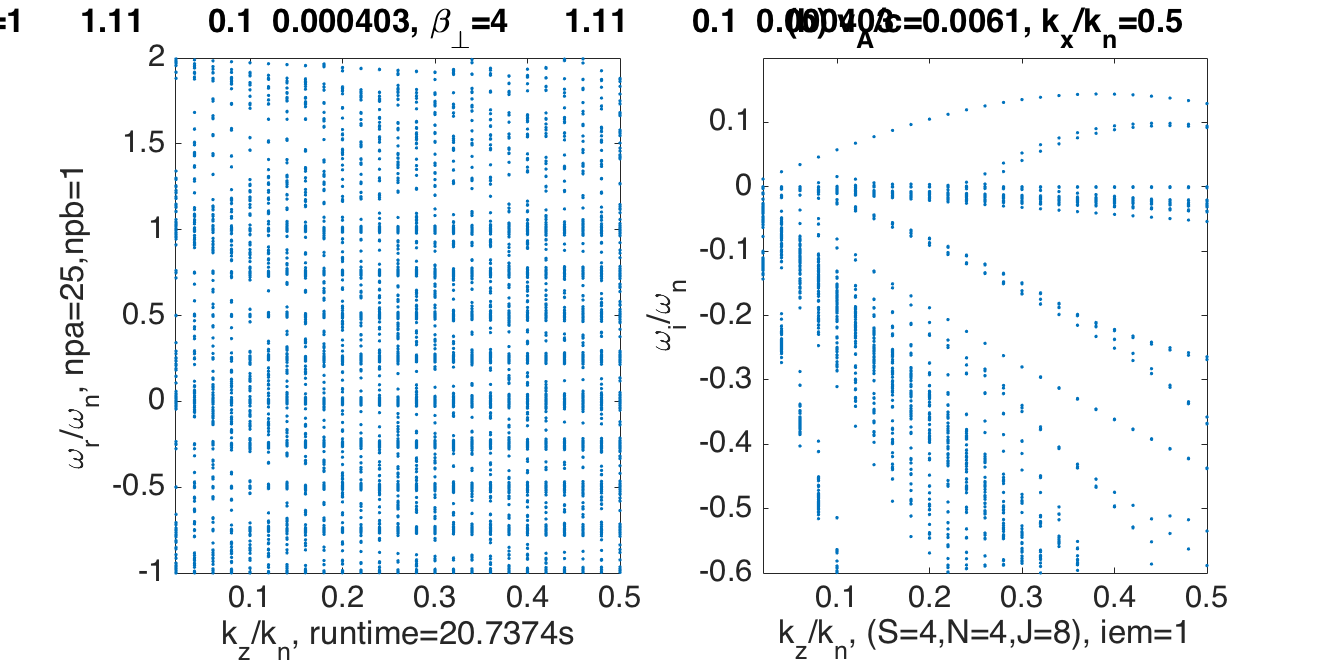 =1 1.11 0.1 0.000403, β⊥=4 1.11 0.1 0.000403
(b) v_A/c=0.0061, k_x/k_n=0.5
2
1.5
1
0.5
0
-0.5
-1
ω_r/ω_n, npa=25,npb=1
0.1 0.2 0.3 0.4 0.5
k_z/k_n, runtime=20.7374s
0.1
0
-0.1
-0.2
-0.3
-0.4
-0.5
-0.6
ω_i/ω_n
0.1 0.2 0.3 0.4 0.5
k_z/k_n, (S=4,N=4,J=8), iem=1